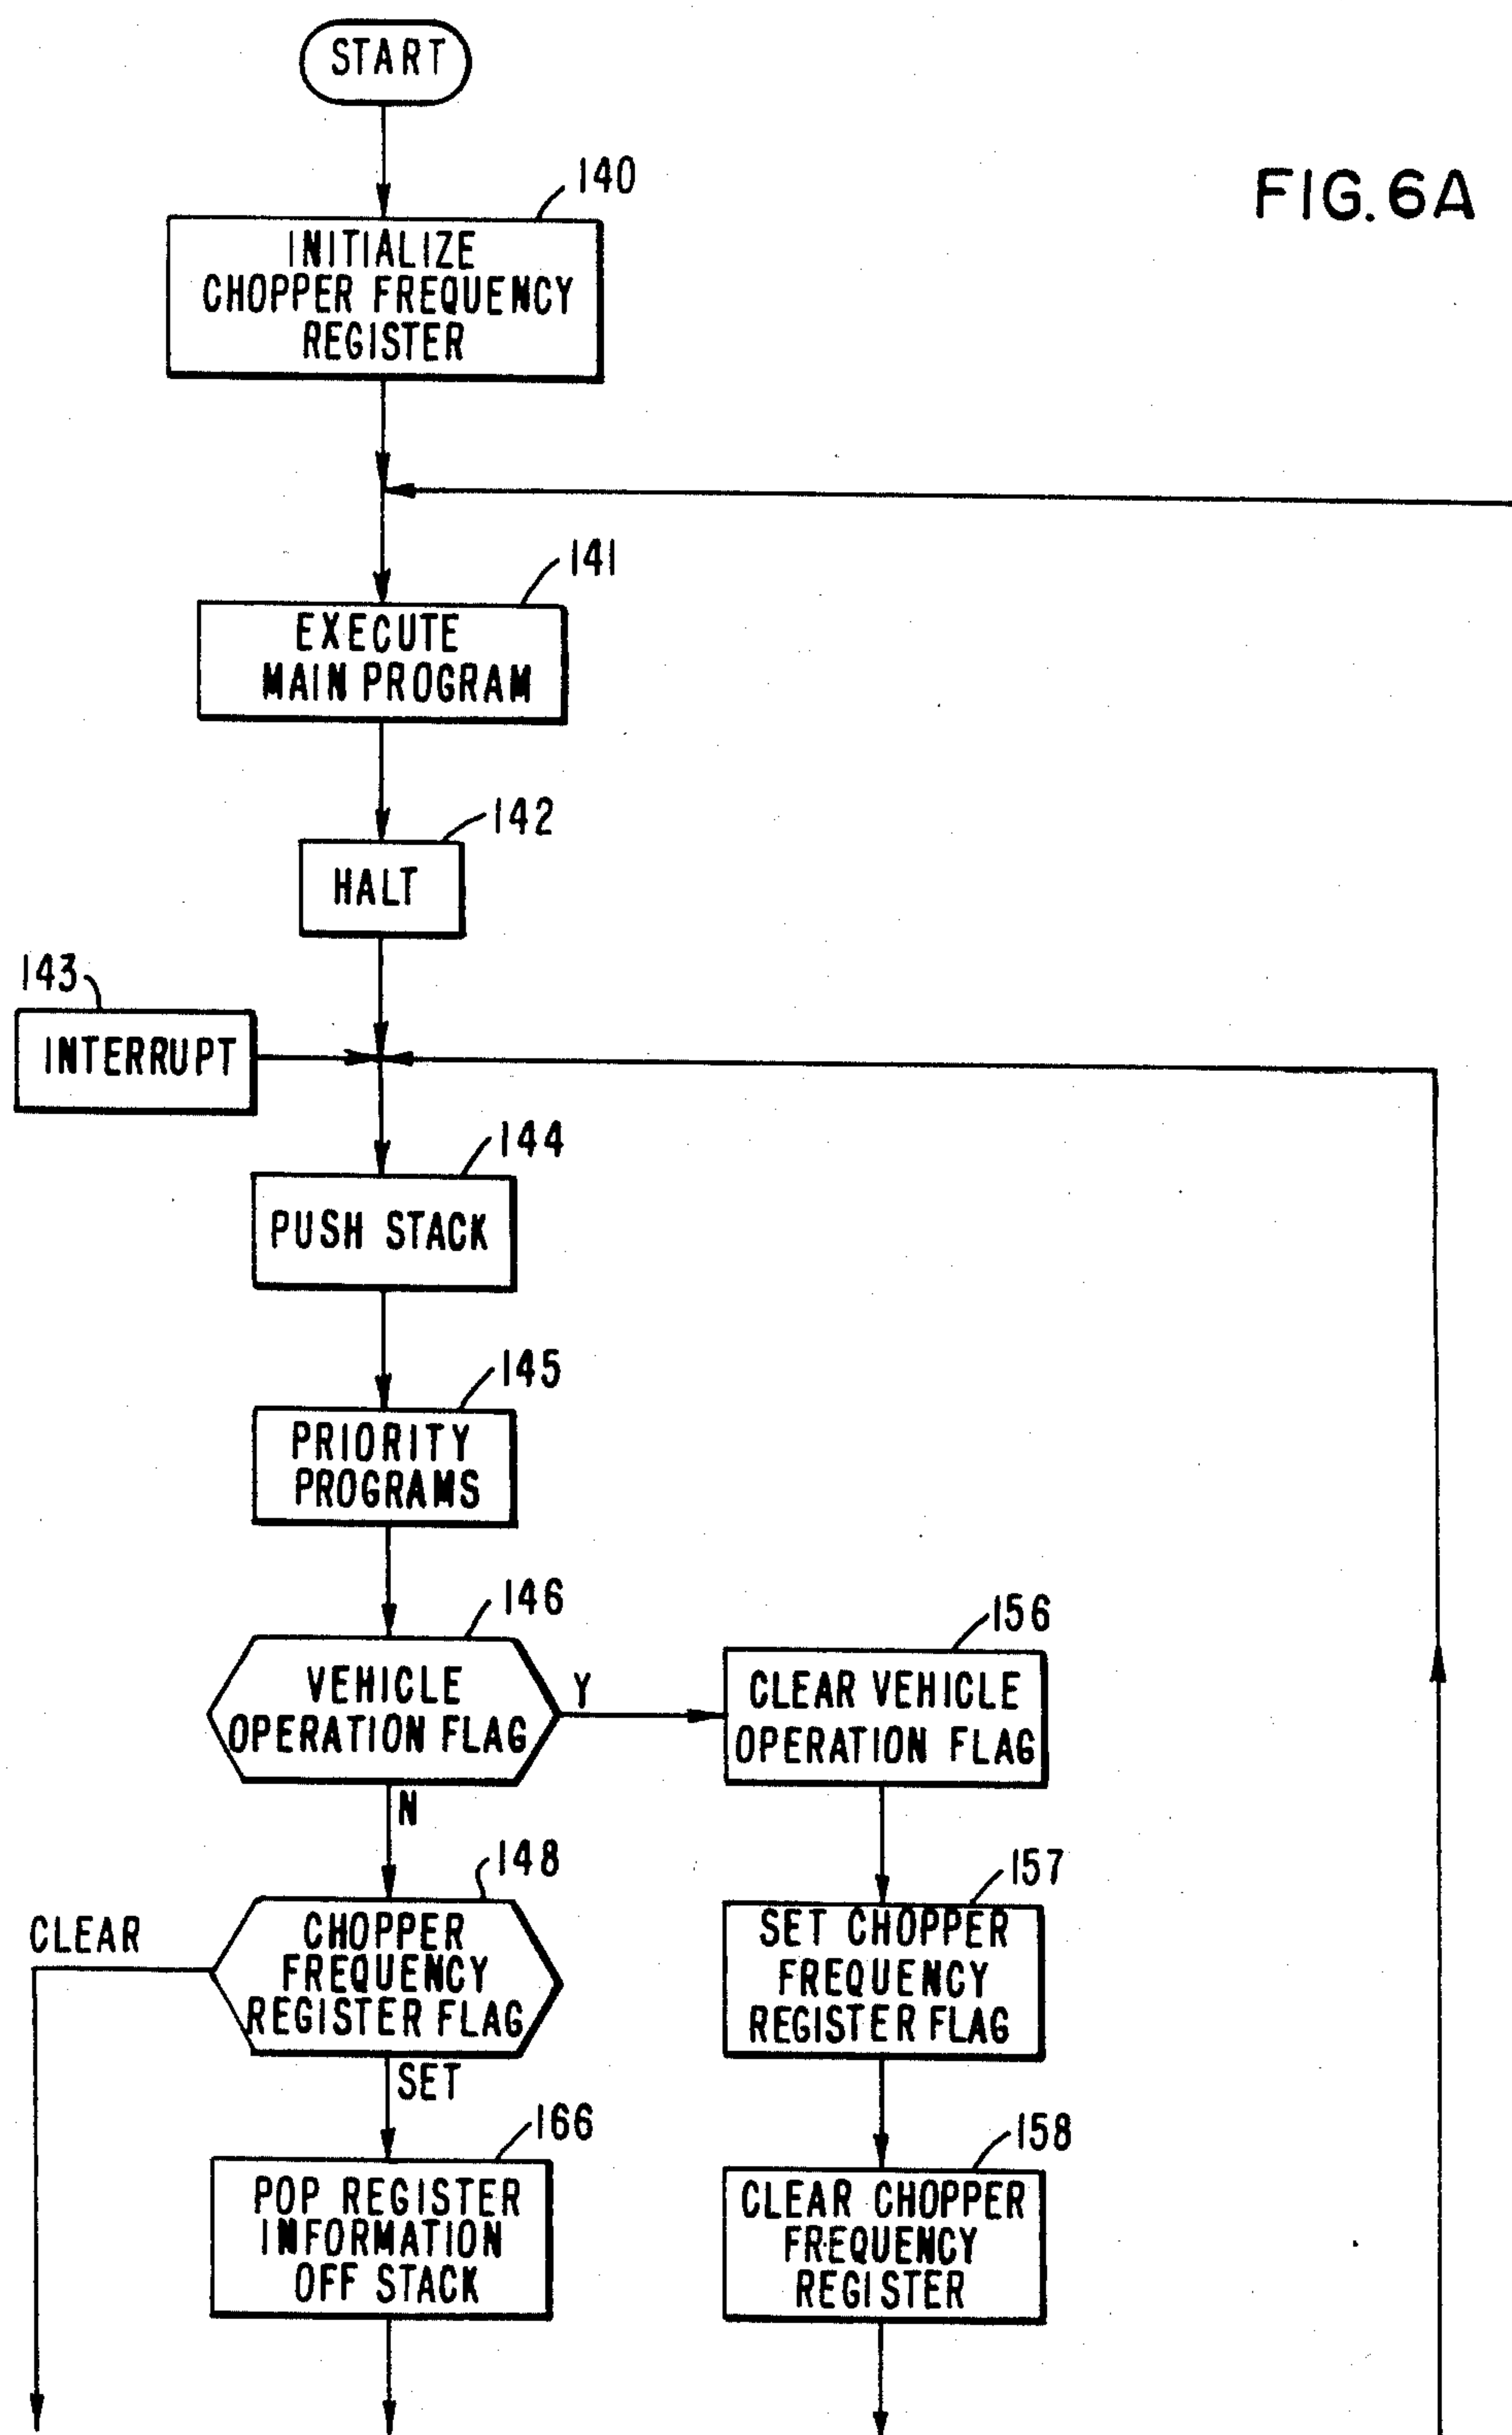 START
140
FIG. 6A
INITIALIZE
CHOPPER FREQUENCY
REGISTER
141
EXECUTE
MAIN PROGRAM
142
HALT
143
INTERRUPT
144
PUSH STACK
145
PRIORITY
PROGRAMS
146
VEHICLE
OPERATION FLAG
Y
156
CLEAR VEHICLE
OPERATION FLAG
N
148
CHOPPER
FREQUENCY
REGISTER FLAG
CLEAR
157
SET CHOPPER
FREQUENCY
REGISTER FLAG
SET
166
POP REGISTER
INFORMATION
OFF STACK
158
CLEAR CHOPPER
FREQUENCY
REGISTER